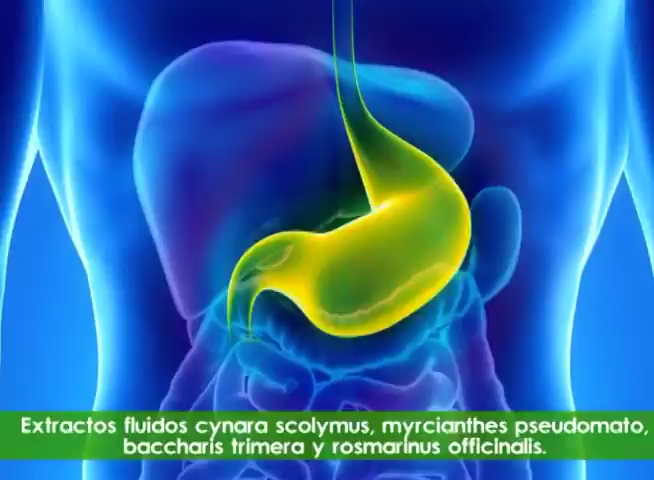 Extractos fluidos cynara scolymus, myrcianthes pseudomato,
baccharis trimera y rosmarinus officinalis.